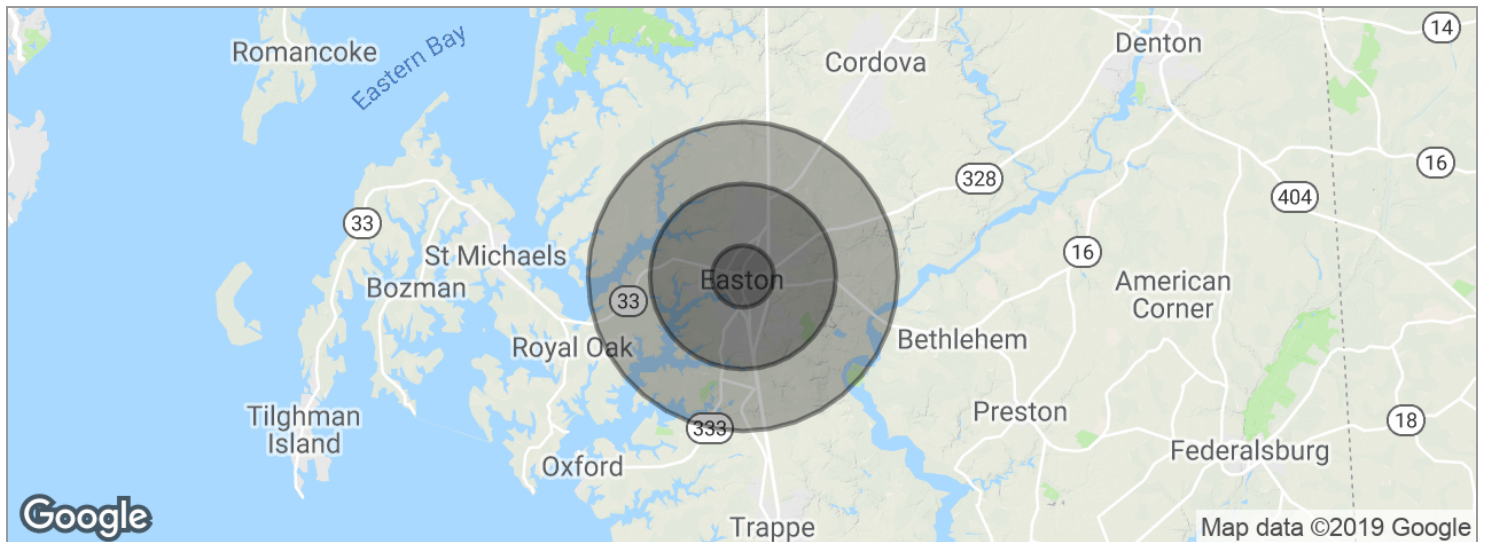 Romancoke
Eastern Bay
Cordova
Denton
14
16
328
404
33
St Michaels
Bozman
Easton
33
16
American
Corner
Royal Oak
Bethlehem
Tilghman
Island
333
Preston
18
Oxford
Federalsburg
Trappe
Google
Map data ©2019 Google